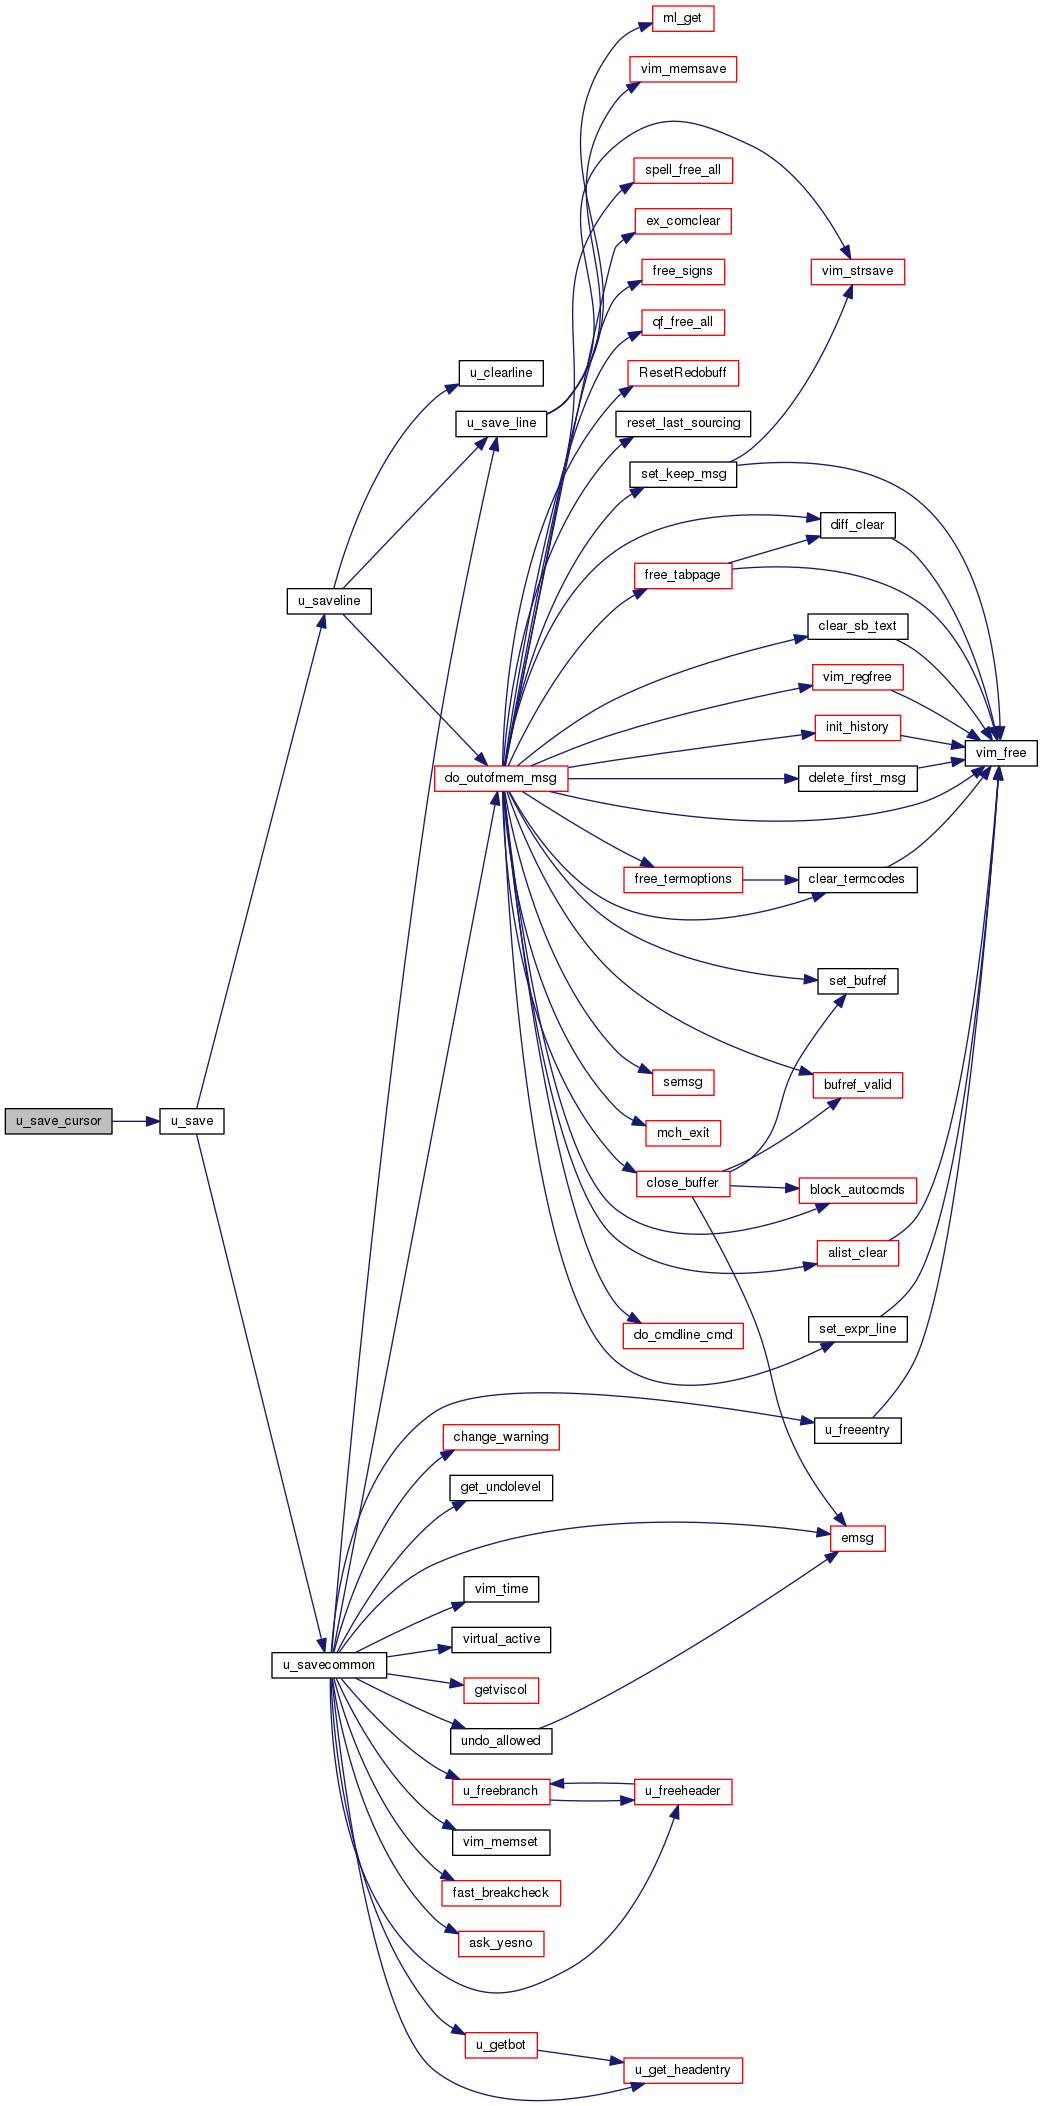 ml_get
vim_memsave
spell_free_all
ex_comclear
free_signs
vim_strsave
qf_free_all
u_clearline
ResetRedobuff
u_save_line
reset_last_sourcing
set_keep_msg
diff_clear
free_tabpage
u_saveline
clear_sb_text
vim_regfree
init_history
vim_free
do_outofmem_msg
delete_first_msg
free_termoptions
clear_termcodes
set_bufref
semsg
bufref_valid
u_save_cursor
u_save
mch_exit
close_buffer
block_autocmds
alist_clear
do_cmdline_cmd
set_expr_line
u_freeentry
change_warning
get_undolevel
emsg
vim_time
virtual_active
u_savecommon
getviscol
undo_allowed
u_freebranch
u_freeheader
vim_memset
fast_breakcheck
ask_yesno
u_getbot
u_get_headentry